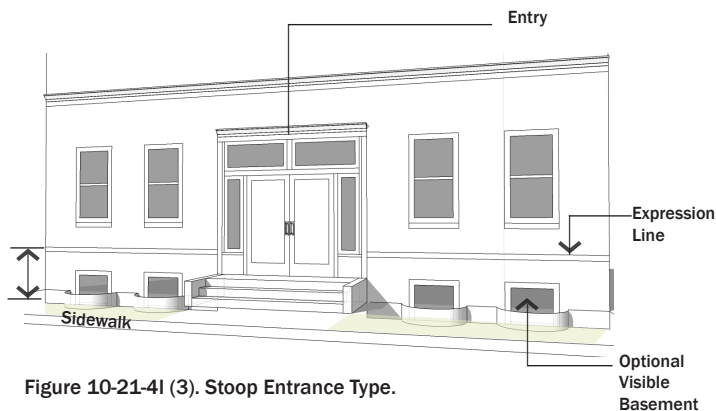 Entry
Expression
Line
Sidewalk
Optional
Visible
Basement
Figure 10-21-4I (3). Stoop Entrance Type.